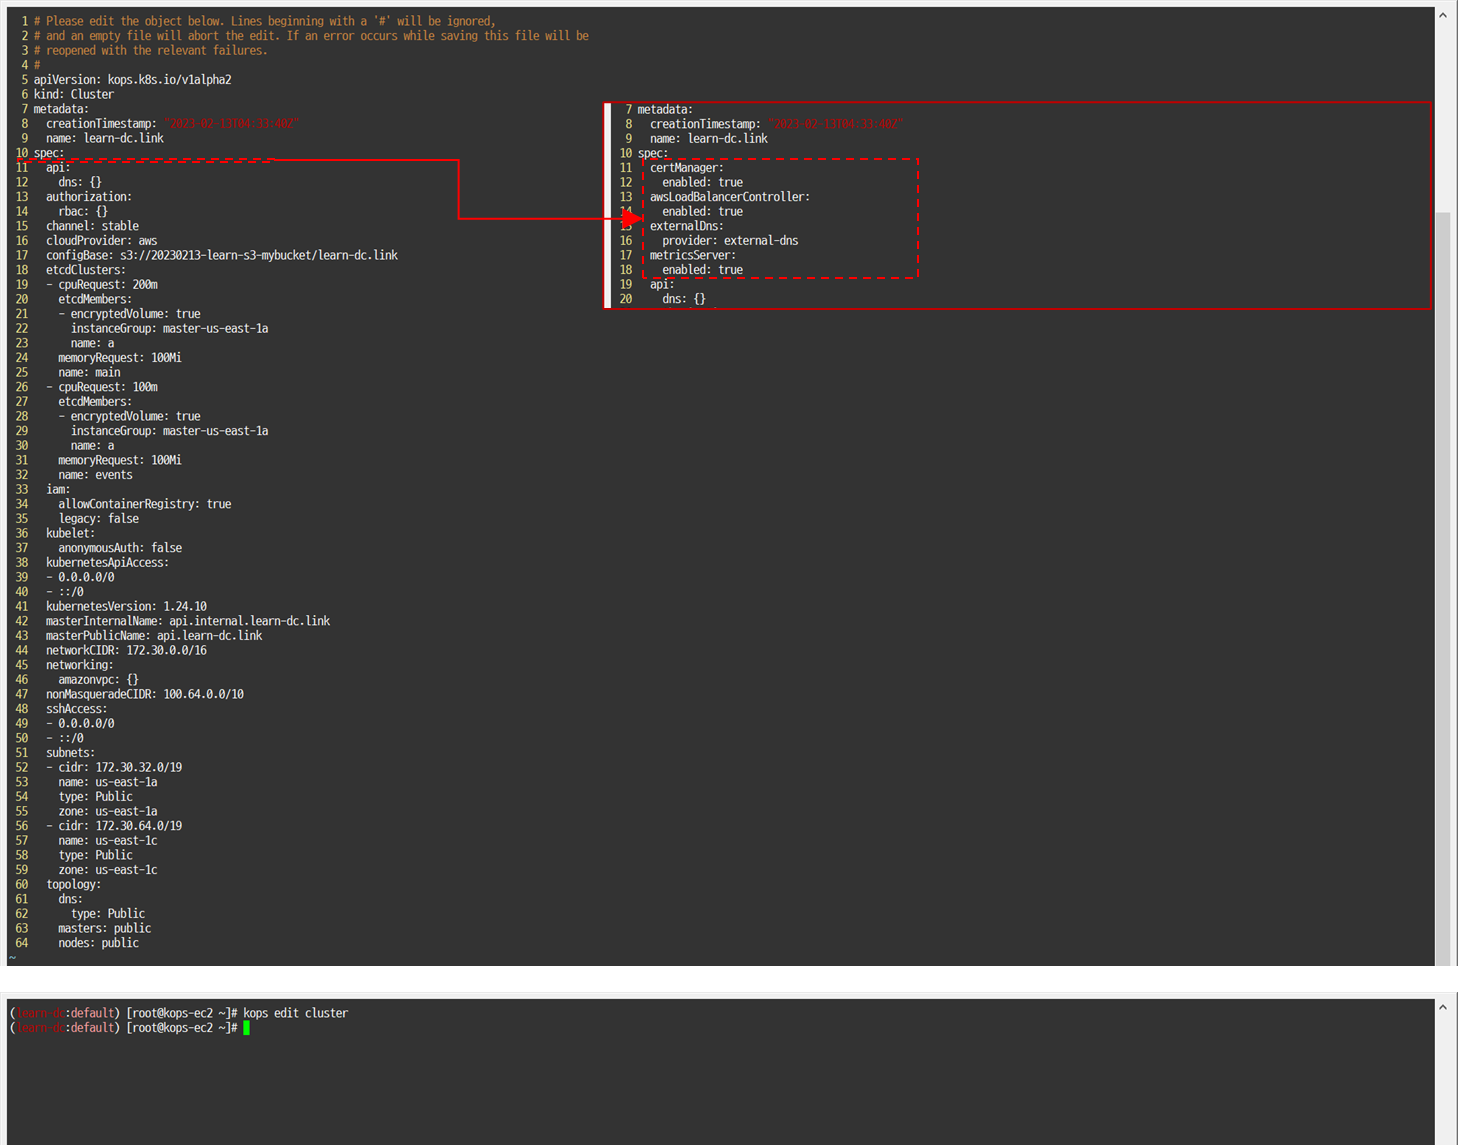 1 # Please edit the object below. Lines beginning with a '#' will be ignored,
2 # and an empty file will abort the edit. If an error occurs while saving this file will be
3 # reopened with the relevant failures.
4 #
5 apiVersion: kops.k8s.io/v1alpha2
6 kind: Cluster
7 metadata:
8   creationTimestamp: "2023-02-13T04:33:40Z"
9   name: learn-dc.link
10 spec:
11   api:
12     dns: {}
13   authorization:
14     rbac: {}
15   channel: stable
16   cloudProvider: aws
17   configBase: s3://20230213-learn-s3-mybucket/learn-dc.link
18   etcdClusters:
19   - cpuRequest: 200m
20     etcdMembers:
21     - encryptedVolume: true
22       instanceGroup: master-us-east-1a
23       name: a
24     memoryRequest: 100Mi
25     name: main
26   - cpuRequest: 100m
27     etcdMembers:
28     - encryptedVolume: true
29       instanceGroup: master-us-east-1a
30       name: a
31     memoryRequest: 100Mi
32     name: events
33   iam:
34     allowContainerRegistry: true
35     legacy: false
36   kubelet:
37     anonymousAuth: false
38   kubernetesApiAccess:
39   - 0.0.0.0/0
40   - ::/0
41   kubernetesVersion: 1.24.10
42   masterInternalName: api.internal.learn-dc.link
43   masterPublicName: api.learn-dc.link
44   networkCIDR: 172.30.0.0/16
45   networking:
46     amazonvpc: {}
47   nonMasqueradeCIDR: 100.64.0.0/10
48   sshAccess:
49   - 0.0.0.0/0
50   - ::/0
51   subnets:
52   - cidr: 172.30.32.0/19
53     name: us-east-1a
54     type: Public
55     zone: us-east-1a
56   - cidr: 172.30.64.0/19
57     name: us-east-1c
58     type: Public
59     zone: us-east-1c
60   topology:
61     dns:
62       type: Public
63     masters: public
64     nodes: public
~
7 metadata:
8   creationTimestamp: "2023-02-13T04:33:40Z"
9   name: learn-dc.link
10 spec:
11   certManager:
12     enabled: true
13   awsLoadBalancerController:
14     enabled: true
15   externalDns:
16     provider: external-dns
17   metricsServer:
18     enabled: true
19   api:
20     dns: {}
(learn-dc:default) [root@kops-ec2 ~]# kops edit cluster
(learn-dc:default) [root@kops-ec2 ~]#